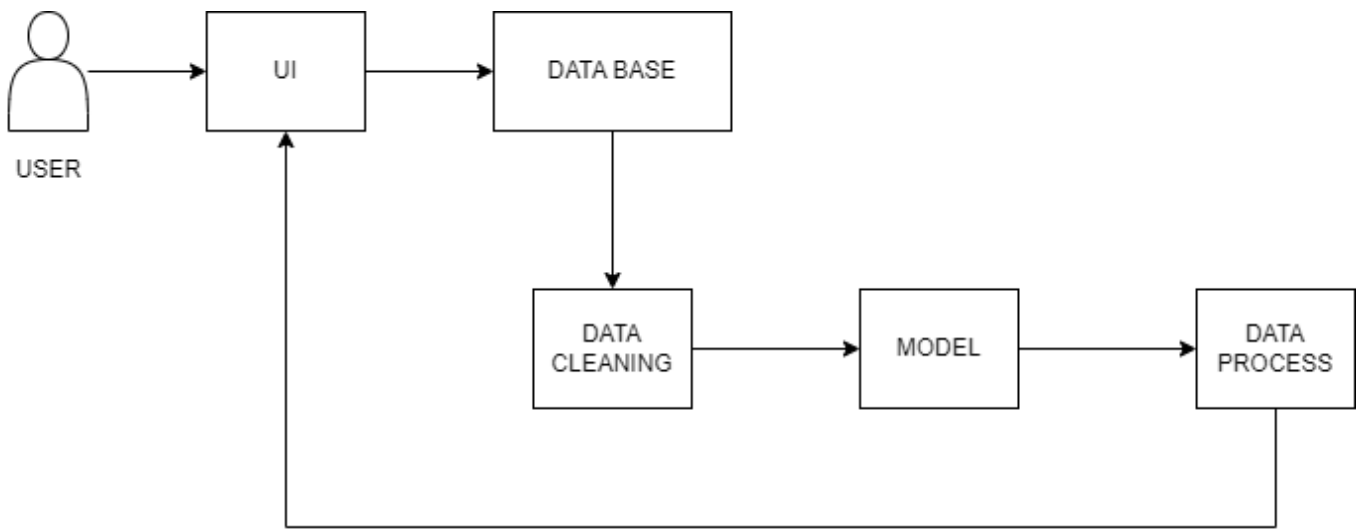 UI
DATA BASE
USER
DATA
CLEANING
MODEL
DATA
PROCESS